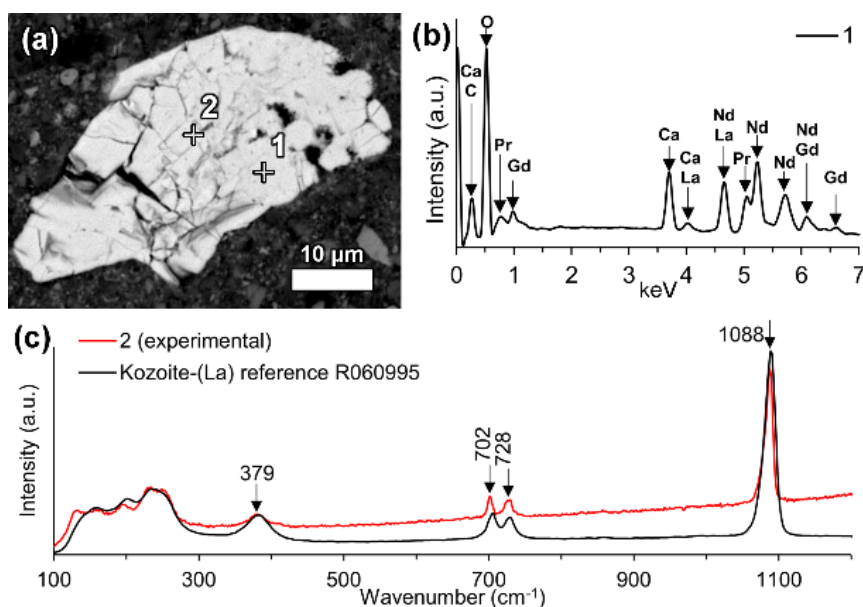 (a)
2
1
10 µm
(b)
1
O
Ca
C
Pr
Gd
Ca
Ca
La
Nd
La
Pr
Nd
Nd
Nd
Gd
Gd
Intensity (a.u.)
0 1 2 3 4 5 6 7
keV
(c)
2 (experimental)
Kozoite-(La) reference R060995
379
702
728
1088
Intensity (a.u.)
100 300 500 700 900 1100
Wavenumber (cm-1)